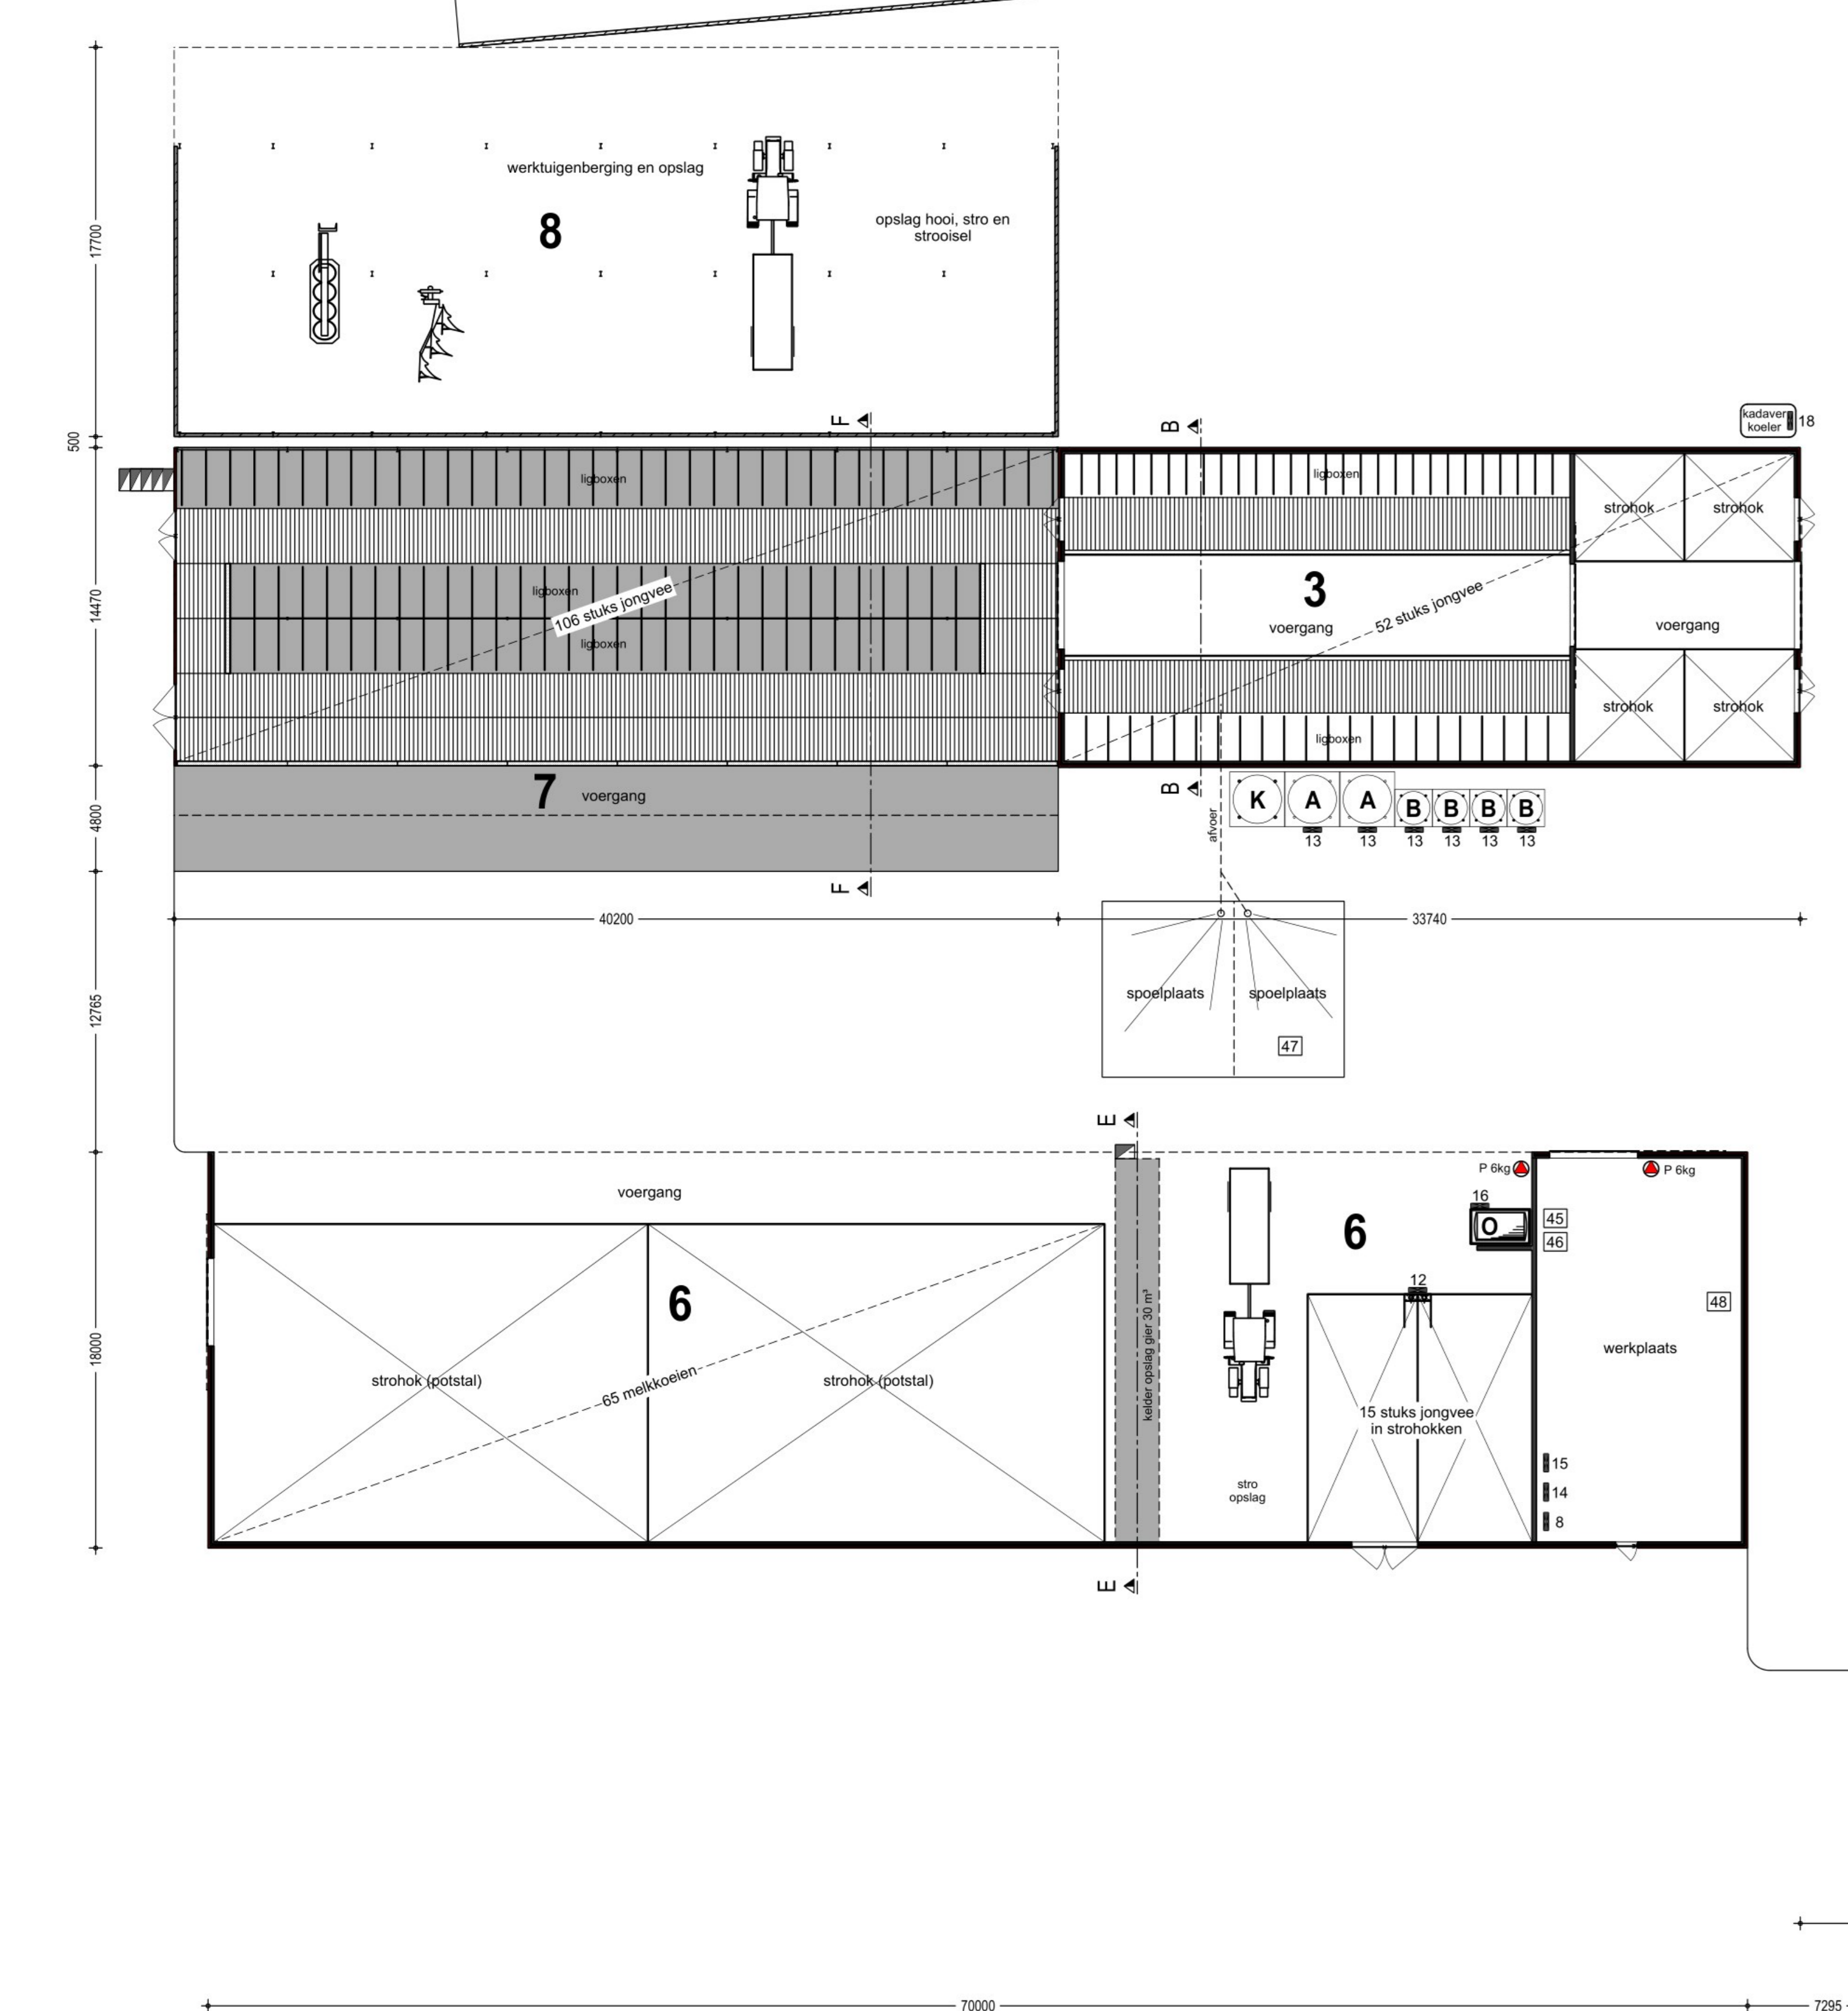 17700
werktuigenberging en opslag
8
opslag hooi, stro en
strooisel
500
F
B
kadaver
koeler
18
ligboxen
ligboxen
strohok
strohok
14470
ligboxen
106 stuks jongvee
ligboxen
3
voergang
52 stuks jongvee
voergang
strohok
strohok
ligboxen
4800
7
voergang
B
afvoer
K
A
A
B
B
B
B
13
13
13
13
13
13
F
40200
33740
12765
spoelplaats
spoelplaats
47
E
P 6kg
P 6kg
voergang
16
O
45
46
6
6
12
48
18000
kelder opslag gier 30 m³
werkplaats
strohok (potstal)
65 melkkoeien
strohok (potstal)
15 stuks jongvee
in strohokken
15
stro
opslag
14
8
E
70000
7295